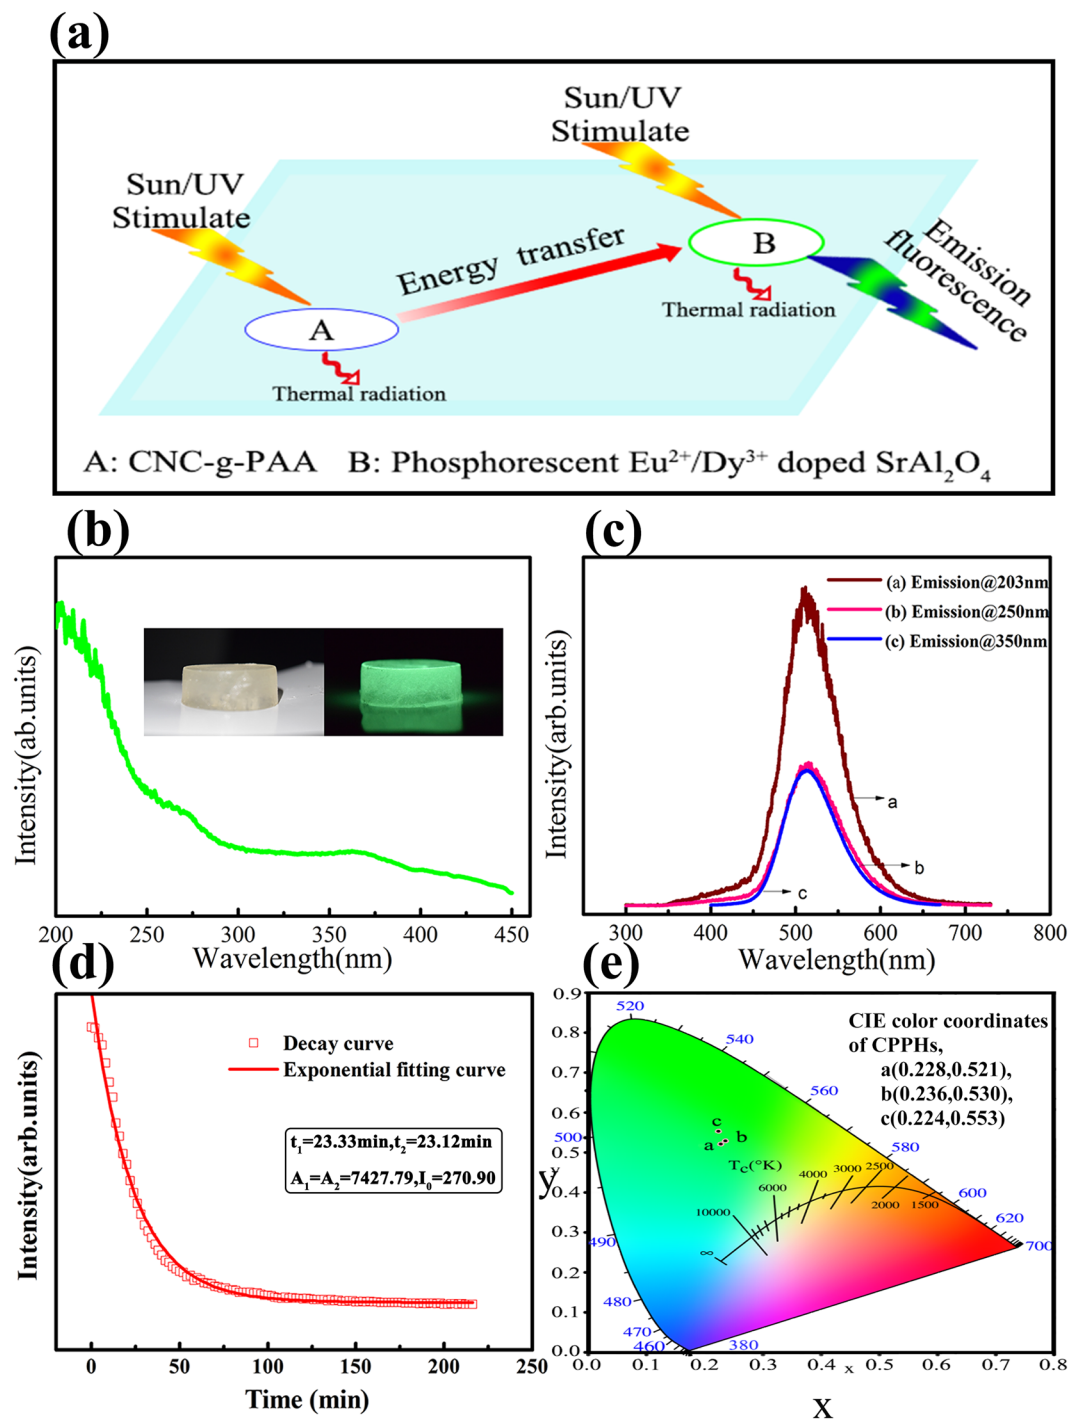 (a)
Sun/UV
Stimulate
Sun/UV
Stimulate
A
Energy transfer
B
Emission
fluorescence
Thermal radiation
Thermal radiation
A: CNC-g-PAA B: Phosphorescent Eu²⁺/Dy³⁺ doped SrAl₂O₄
(b)
Intensity(ab.units)
200 250 300 350 400 450
Wavelength(nm)
(c)
Intensity(arb.units)
(a) Emission@203nm
(b) Emission@250nm
(c) Emission@350nm
a
b
c
300 400 500 600 700 800
Wavelength(nm)
(d)
Intensity(arb.units)
Decay curve
Exponential fitting curve
t₁=23.33min,t₂=23.12min
A₁=A₂=7427.79,I₀=270.90
0 50 100 150 200 250
Time (min)
(e)
CIE color coordinates
of CPPHs,
a(0.228,0.521),
b(0.236,0.530),
c(0.224,0.553)
0.9
0.8
0.7
0.6
0.5
0.4
0.3
0.2
0.1
0.0
y
y
520
540
560
580
600
620
700
500
490
480
470
460
380
c
a
b
Tc(°K)
∞
10000
6000
4000
3000
2500
2000
1500
0.0 0.1 0.2 0.3 0.4 0.5 0.6 0.7 0.8
x
X